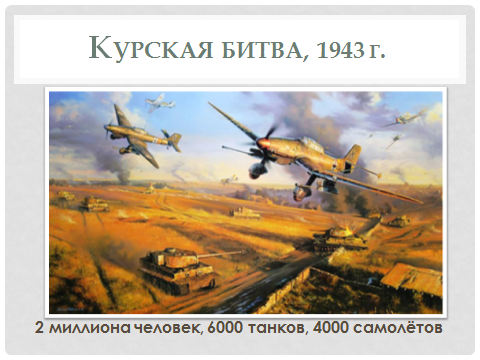 Курская битва, 1943 г.
2 миллиона человек, 6000 танков, 4000 самолётов